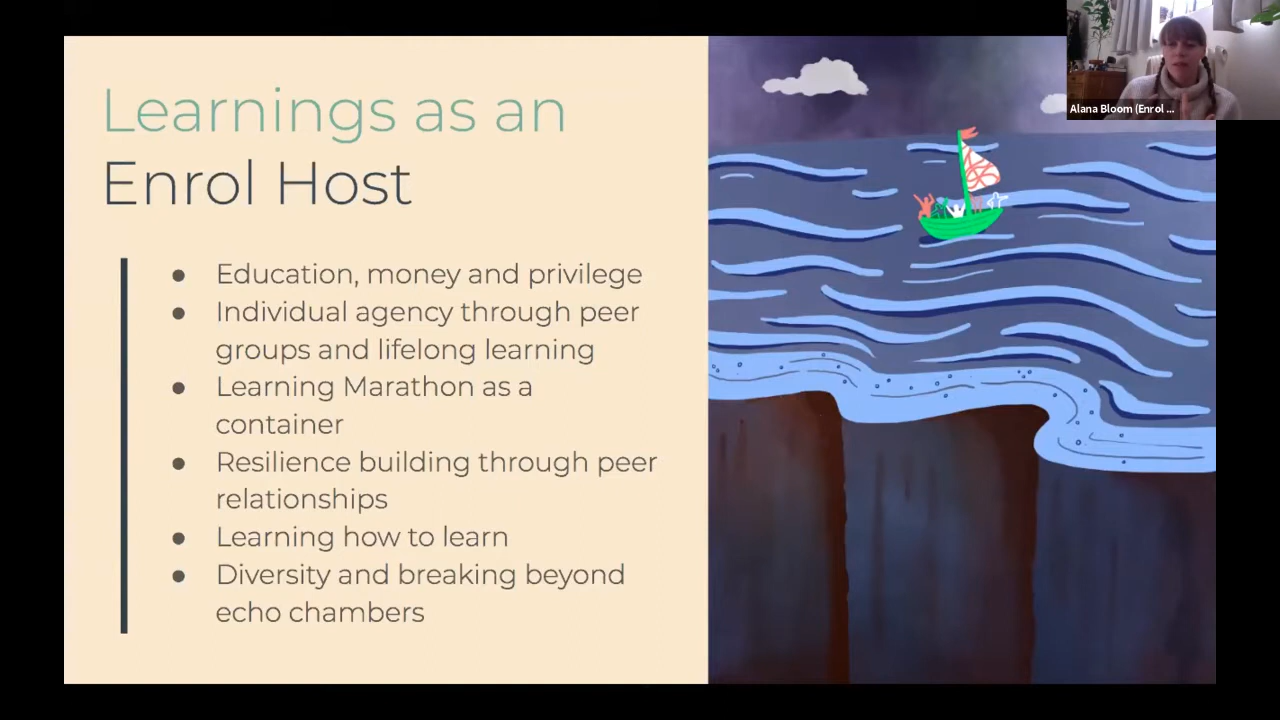 Learnings as an
Enrol Host
● Education, money and privilege
● Individual agency through peer
groups and lifelong learning
● Learning Marathon as a
container
● Resilience building through peer
relationships
● Learning how to learn
● Diversity and breaking beyond
echo chambers
Alana Bloom (Enrol ...